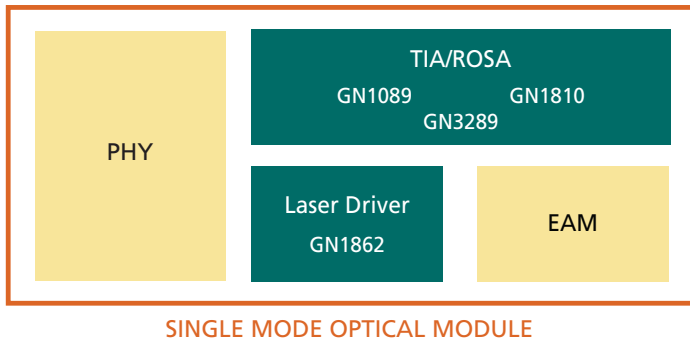 PHY
TIA/ROSA
GN1089 GN1810
GN3289
Laser Driver
GN1862
EAM
SINGLE MODE OPTICAL MODULE